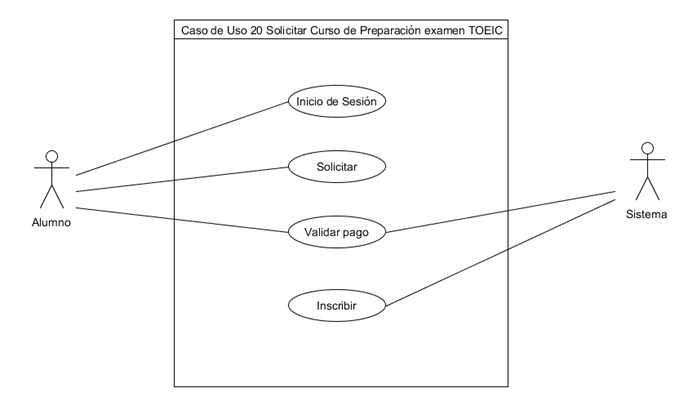 Caso de Uso 20 Solicitar Curso de Preparación examen TOEIC
Inicio de Sesión
Solicitar
Alumno
Sistema
Validar pago
Inscribir